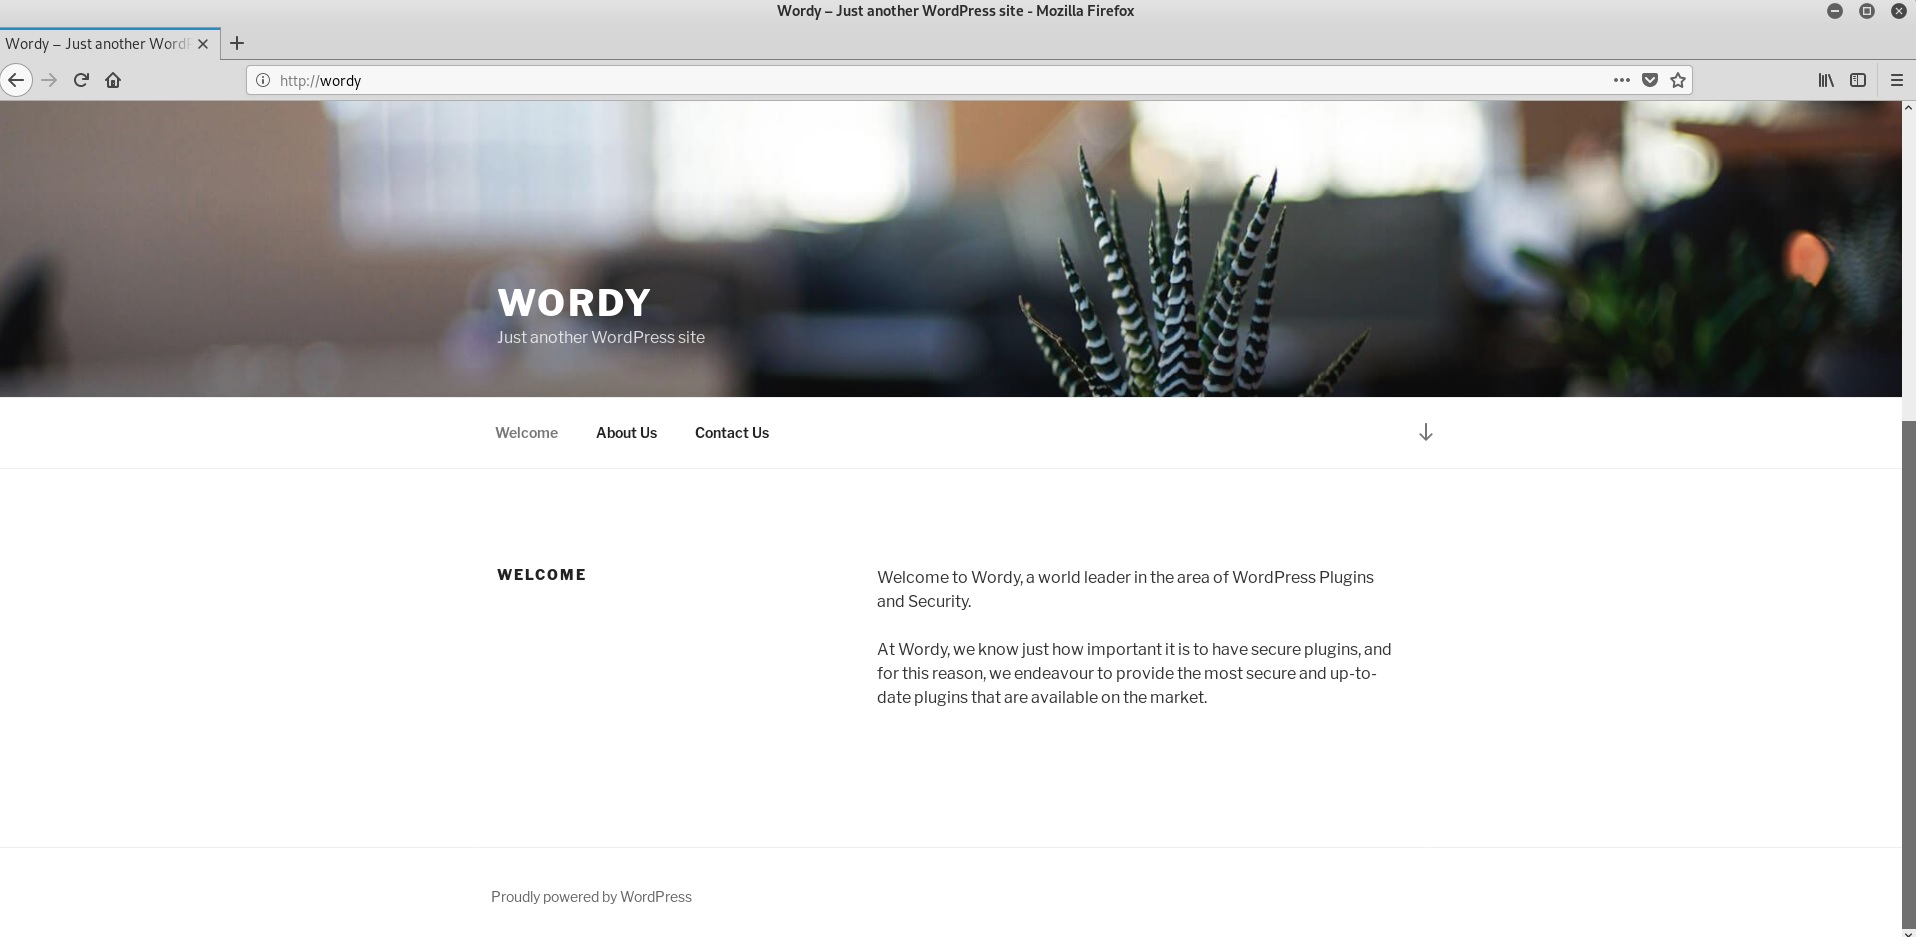 Wordy – Just another WordPress site - Mozilla Firefox
Wordy – Just another Word
http://wordy
WORDY
Just another WordPress site
Welcome
About Us
Contact Us
WELCOME
Welcome to Wordy, a world leader in the area of WordPress Plugins
and Security.
At Wordy, we know just how important it is to have secure plugins, and
for this reason, we endeavour to provide the most secure and up-to-
date plugins that are available on the market.
Proudly powered by WordPress